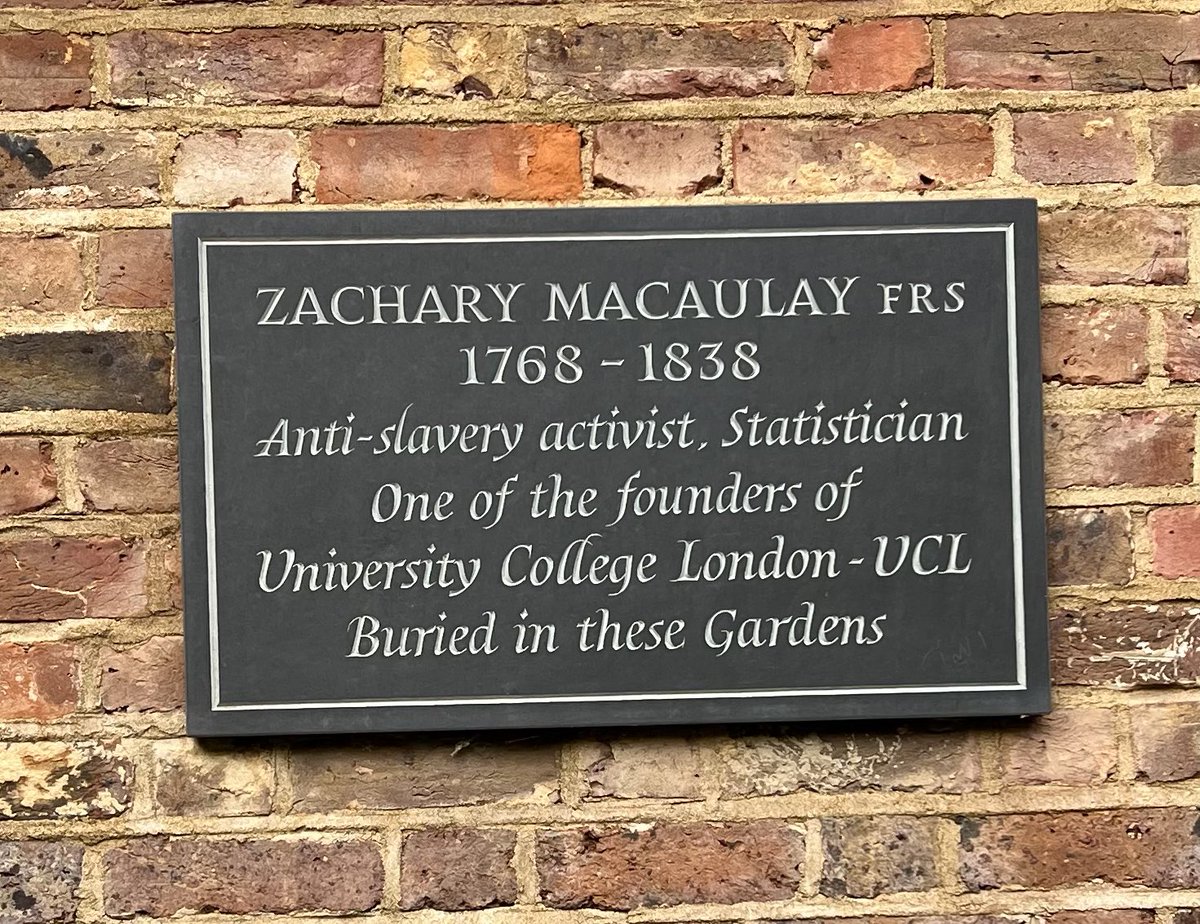 ZACHARY MACAULAY FRS
1768 - 1838
Anti-slavery activist, Statistician
One of the founders of
University College London - UCL
Buried in these Gardens